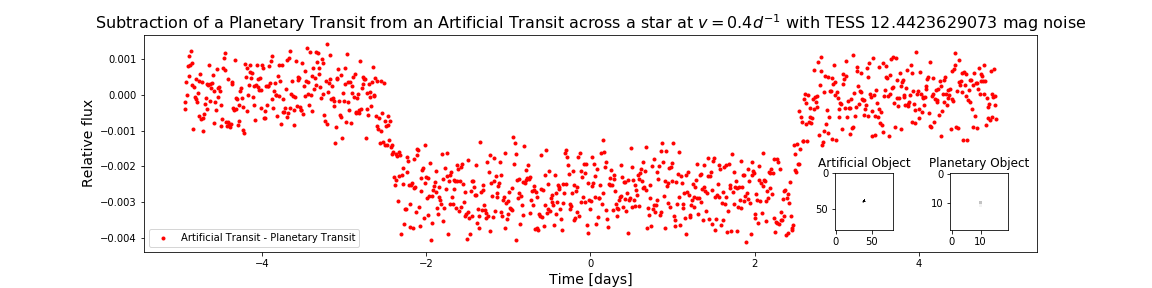 Subtraction of a Planetary Transit from an Artificial Transit across a star at v = 0.4d⁻¹ with TESS 12.4423629073 mag noise
Relative flux
0.001
0.000
−0.001
−0.002
−0.003
−0.004
Artificial Transit - Planetary Transit
Artificial Object
0
50
0 50
Planetary Object
0
10
0 10
−4 −2 0 2 4
Time [days]